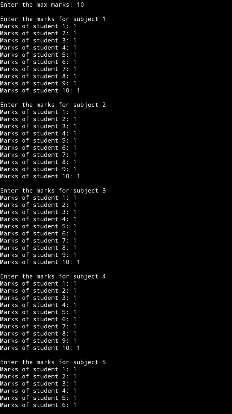 Enter the max marks: 10
Enter the marks for subject 1
Marks of student 1: 1
Marks of student 2: 1
Marks of student 3: 1
Marks of student 4: 1
Marks of student 5: 1
Marks of student 6: 1
Marks of student 7: 1
Marks of student 8: 1
Marks of student 9: 1
Marks of student 10: 1
Enter the marks for subject 2
Marks of student 1: 1
Marks of student 2: 1
Marks of student 3: 1
Marks of student 4: 1
Marks of student 5: 1
Marks of student 6: 1
Marks of student 7: 1
Marks of student 8: 1
Marks of student 9: 1
Marks of student 10: 1
Enter the marks for subject 3
Marks of student 1: 1
Marks of student 2: 1
Marks of student 3: 1
Marks of student 4: 1
Marks of student 5: 1
Marks of student 6: 1
Marks of student 7: 1
Marks of student 8: 1
Marks of student 9: 1
Marks of student 10: 1
Enter the marks for subject 4
Marks of student 1: 1
Marks of student 2: 1
Marks of student 3: 1
Marks of student 4: 1
Marks of student 5: 1
Marks of student 6: 1
Marks of student 7: 1
Marks of student 8: 1
Marks of student 9: 1
Marks of student 10: 1
Enter the marks for subject 5
Marks of student 1: 1
Marks of student 2: 1
Marks of student 3: 1
Marks of student 4: 1
Marks of student 5: 1
Marks of student 6: 1